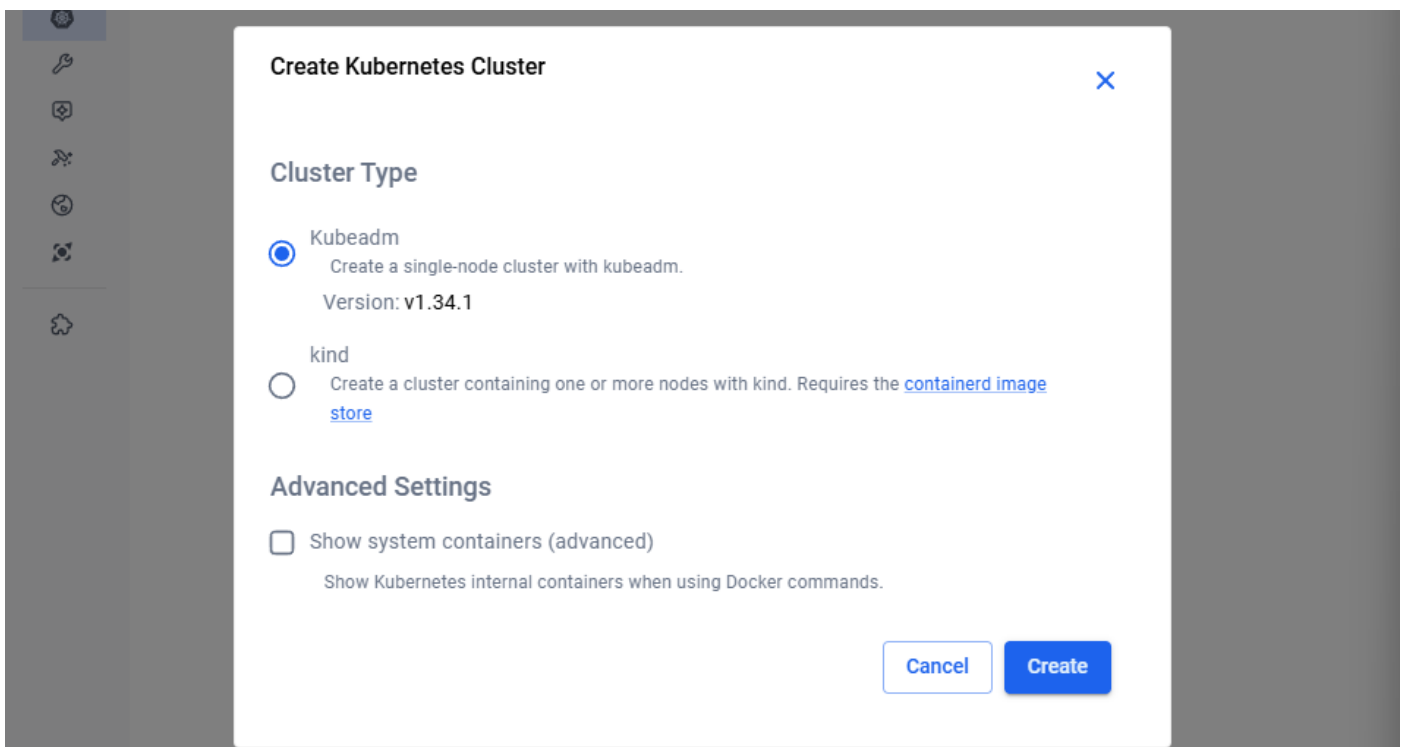 Create Kubernetes Cluster
Cluster Type
Kubeadm
Create a single-node cluster with kubeadm.
Version: v1.34.1
kind
Create a cluster containing one or more nodes with kind. Requires the containerd image
store
Advanced Settings
Show system containers (advanced)
Show Kubernetes internal containers when using Docker commands.
Cancel Create